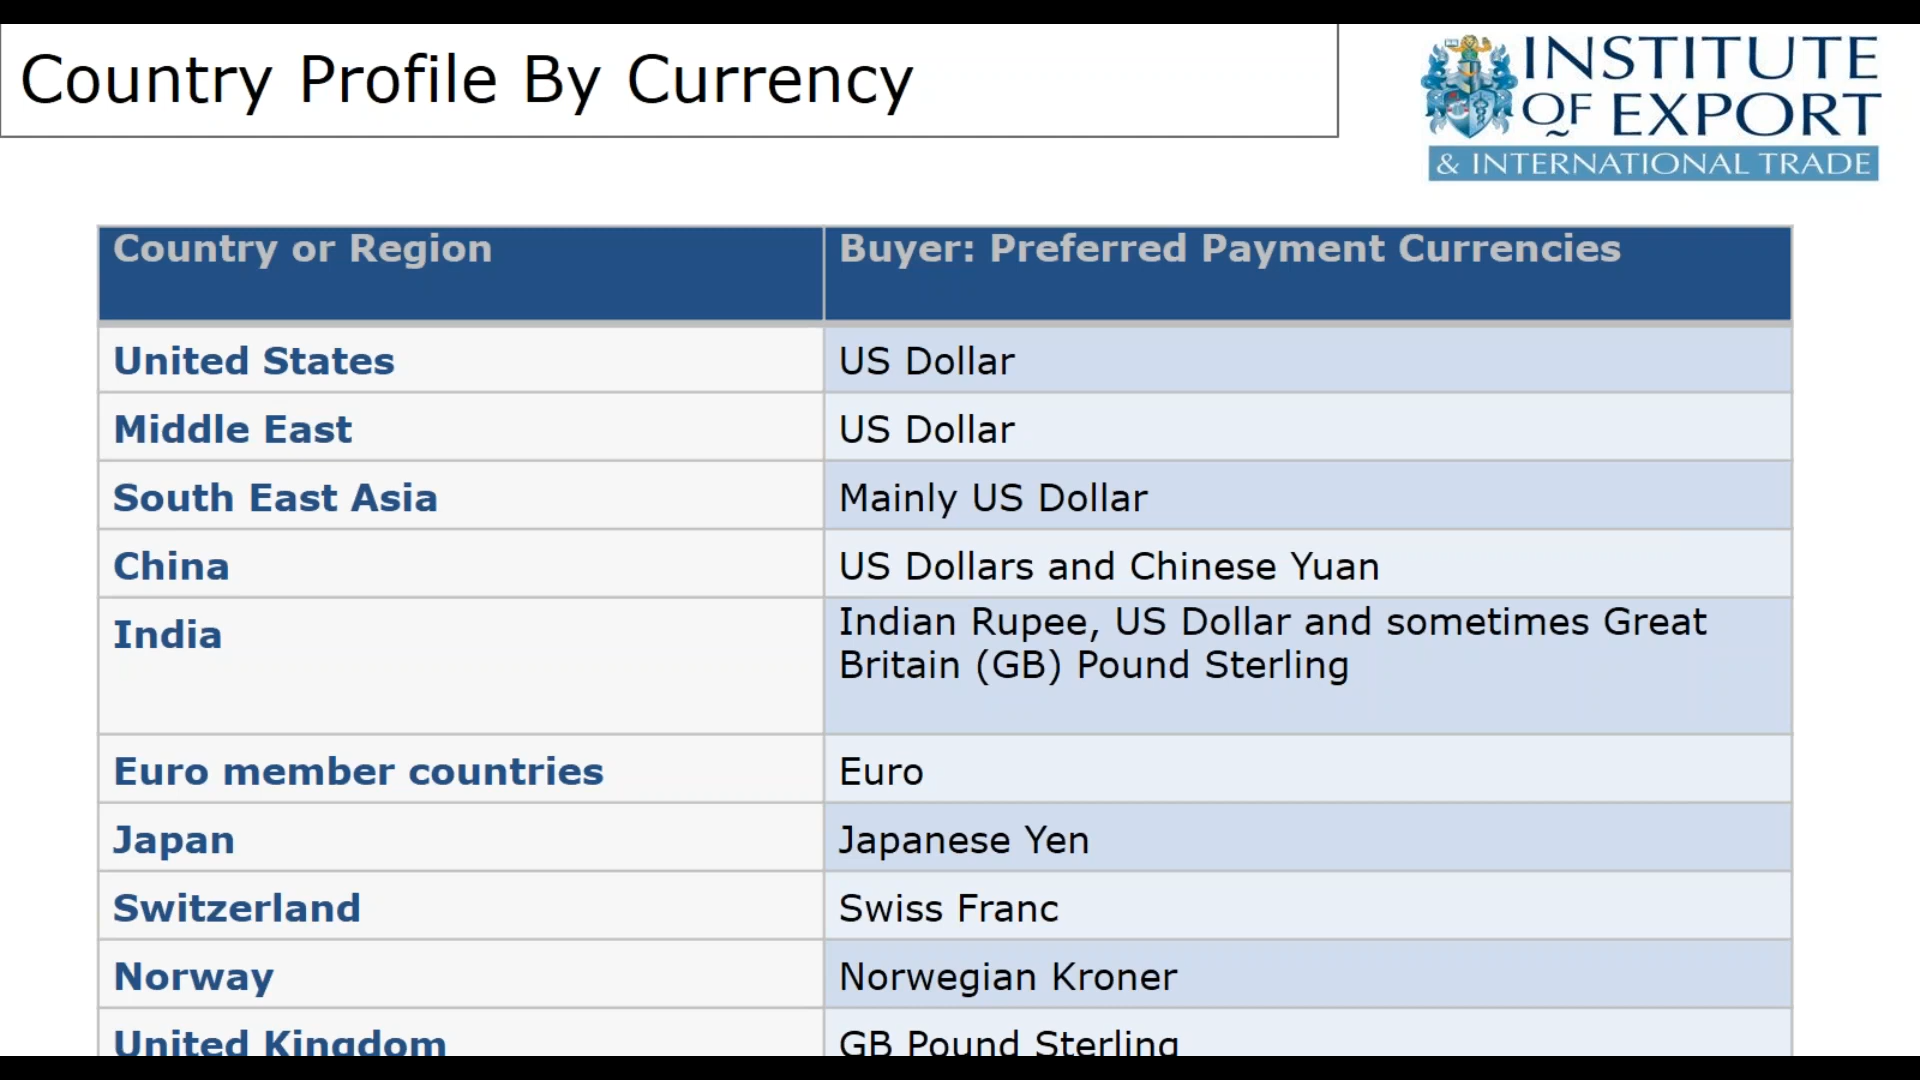 Country Profile By Currency
INSTITUTE
OF EXPORT
& INTERNATIONAL TRADE
Country or Region
Buyer: Preferred Payment Currencies
United States
US Dollar
Middle East
US Dollar
South East Asia
Mainly US Dollar
China
US Dollars and Chinese Yuan
India
Indian Rupee, US Dollar and sometimes Great
Britain (GB) Pound Sterling
Euro member countries
Euro
Japan
Japanese Yen
Switzerland
Swiss Franc
Norway
Norwegian Kroner
United Kingdom
GB Pound Sterling